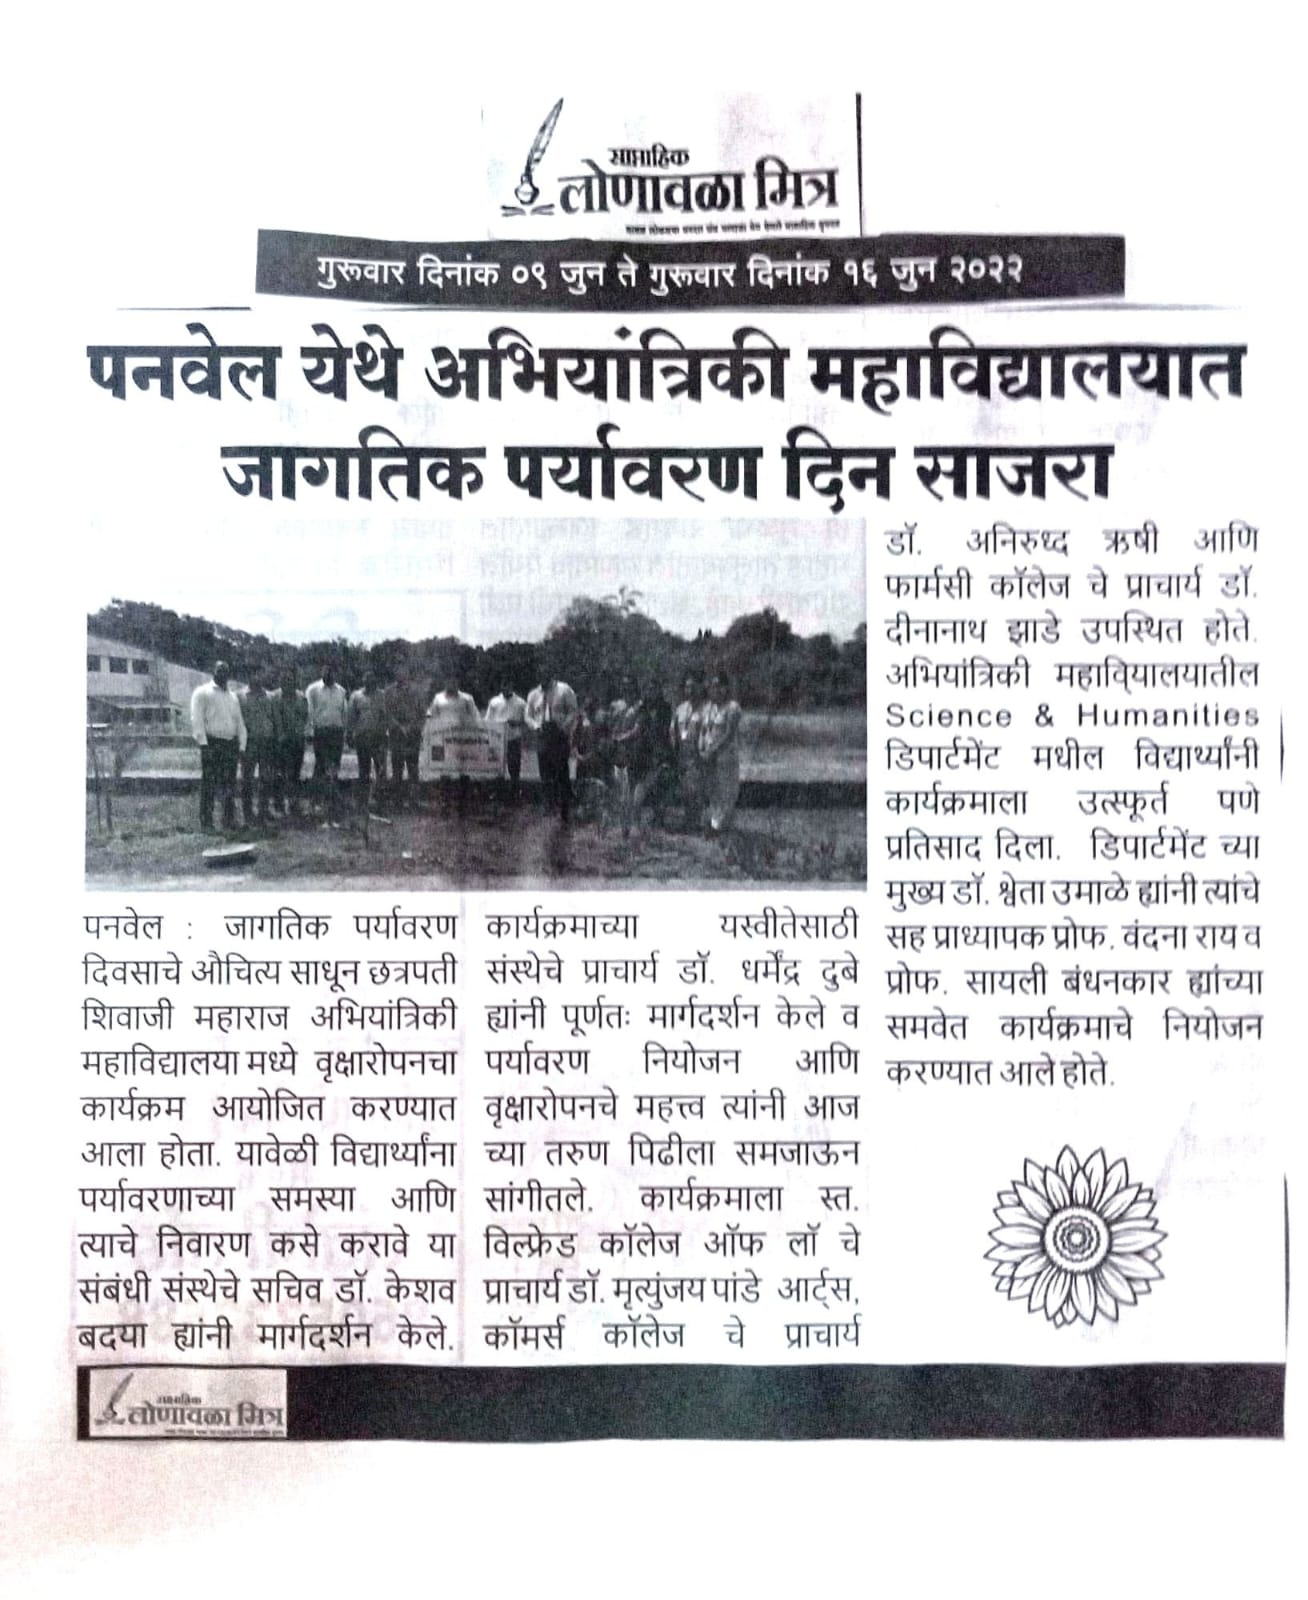 साप्ताहिक
लोणावळा मित्र
गुरूवार दिनांक ०९ जुन ते गुरूवार दिनांक १६ जुन २०२२
पनवेल येथे अभियांत्रिकी महाविद्यालयात
जागतिक पर्यावरण दिन साजरा
पनवेल : जागतिक पर्यावरण
दिवसाचे औचित्य साधून छत्रपती
शिवाजी महाराज अभियांत्रिकी
महाविद्यालया मध्ये वृक्षारोपनचा
कार्यक्रम आयोजित करण्यात
आला होता. यावेळी विद्यार्थ्यांना
पर्यावरणाच्या समस्या आणि
त्याचे निवारण कसे करावे या
संबंधी संस्थेचे सचिव डॉ. केशव
बदया ह्यांनी मार्गदर्शन केले.
कार्यक्रमाच्या यस्वीतेसाठी
संस्थेचे प्राचार्य डॉ. धर्मेंद्र दुबे
ह्यांनी पूर्णतः मार्गदर्शन केले व
पर्यावरण नियोजन आणि
वृक्षारोपनचे महत्त्व त्यांनी आज
च्या तरुण पिढीला समजाऊन
सांगीतले. कार्यक्रमाला स्त.
विल्फ्रेड कॉलेज ऑफ लॉ चे
प्राचार्य डॉ. मृत्युंजय पांडे आर्ट्स,
कॉमर्स कॉलेज चे प्राचार्य
डॉ. अनिरुध्द ऋषी आणि
फार्मसी कॉलेज चे प्राचार्य डॉ.
दीनानाथ झाडे उपस्थित होते.
अभियांत्रिकी महावि्यालयातील
Science & Humanities
डिपार्टमेंट मधील विद्यार्थ्यांनी
कार्यक्रमाला उत्स्फूर्त पणे
प्रतिसाद दिला. डिपार्टमेंट च्या
मुख्य डॉ. श्वेता उमाळे ह्यांनी त्यांचे
सह प्राध्यापक प्रोफ. वंदना राय व
प्रोफ. सायली बंधनकार ह्यांच्या
समवेत कार्यक्रमाचे नियोजन
करण्यात आले होते.
साप्ताहिक
लोणावळा मित्र